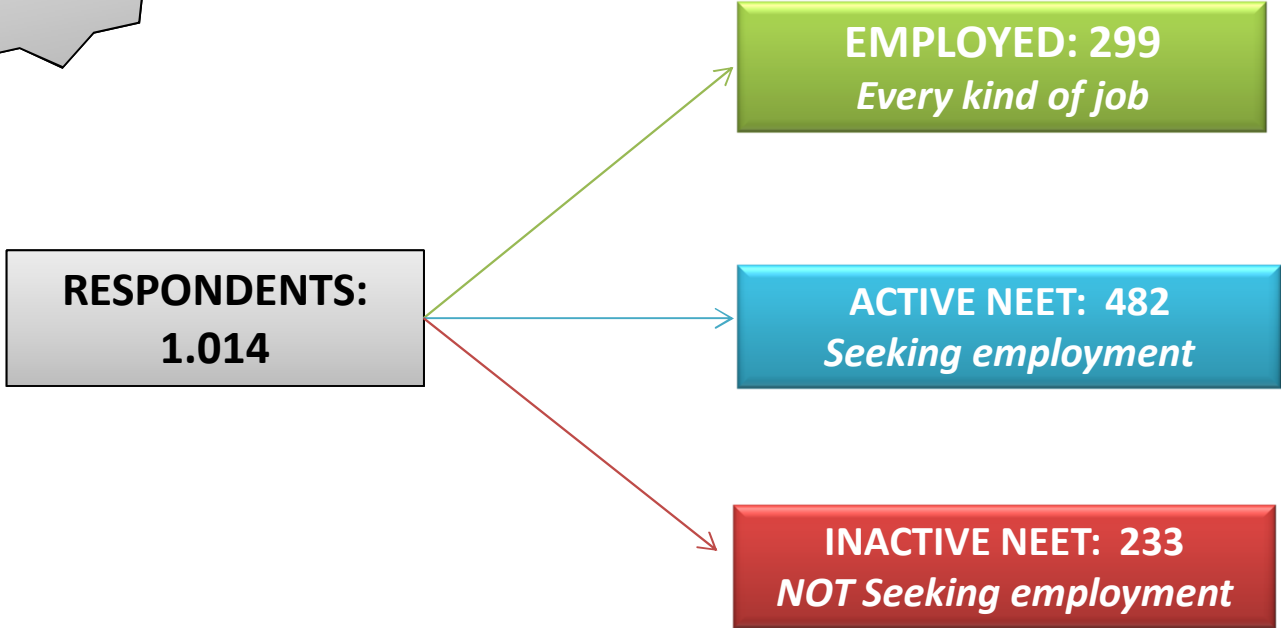 EMPLOYED: 299
Every kind of job
RESPONDENTS:
1.014
ACTIVE NEET: 482
Seeking employment
INACTIVE NEET: 233
NOT Seeking employment